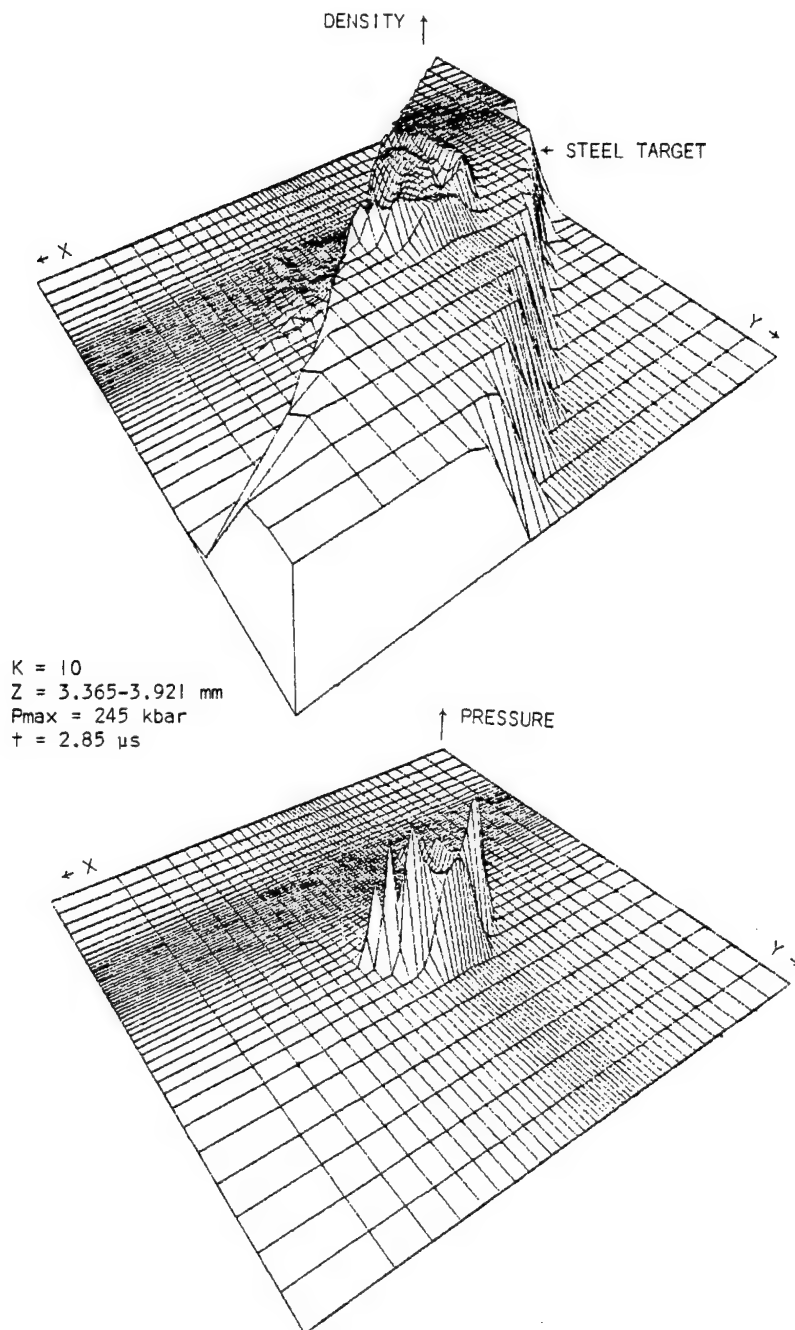 DENSITY ↑
← STEEL TARGET
← X
Y →
K = 10
Z = 3.365-3.921 mm
Pmax = 245 kbar
t = 2.85 µs
↑ PRESSURE
← X
Y →